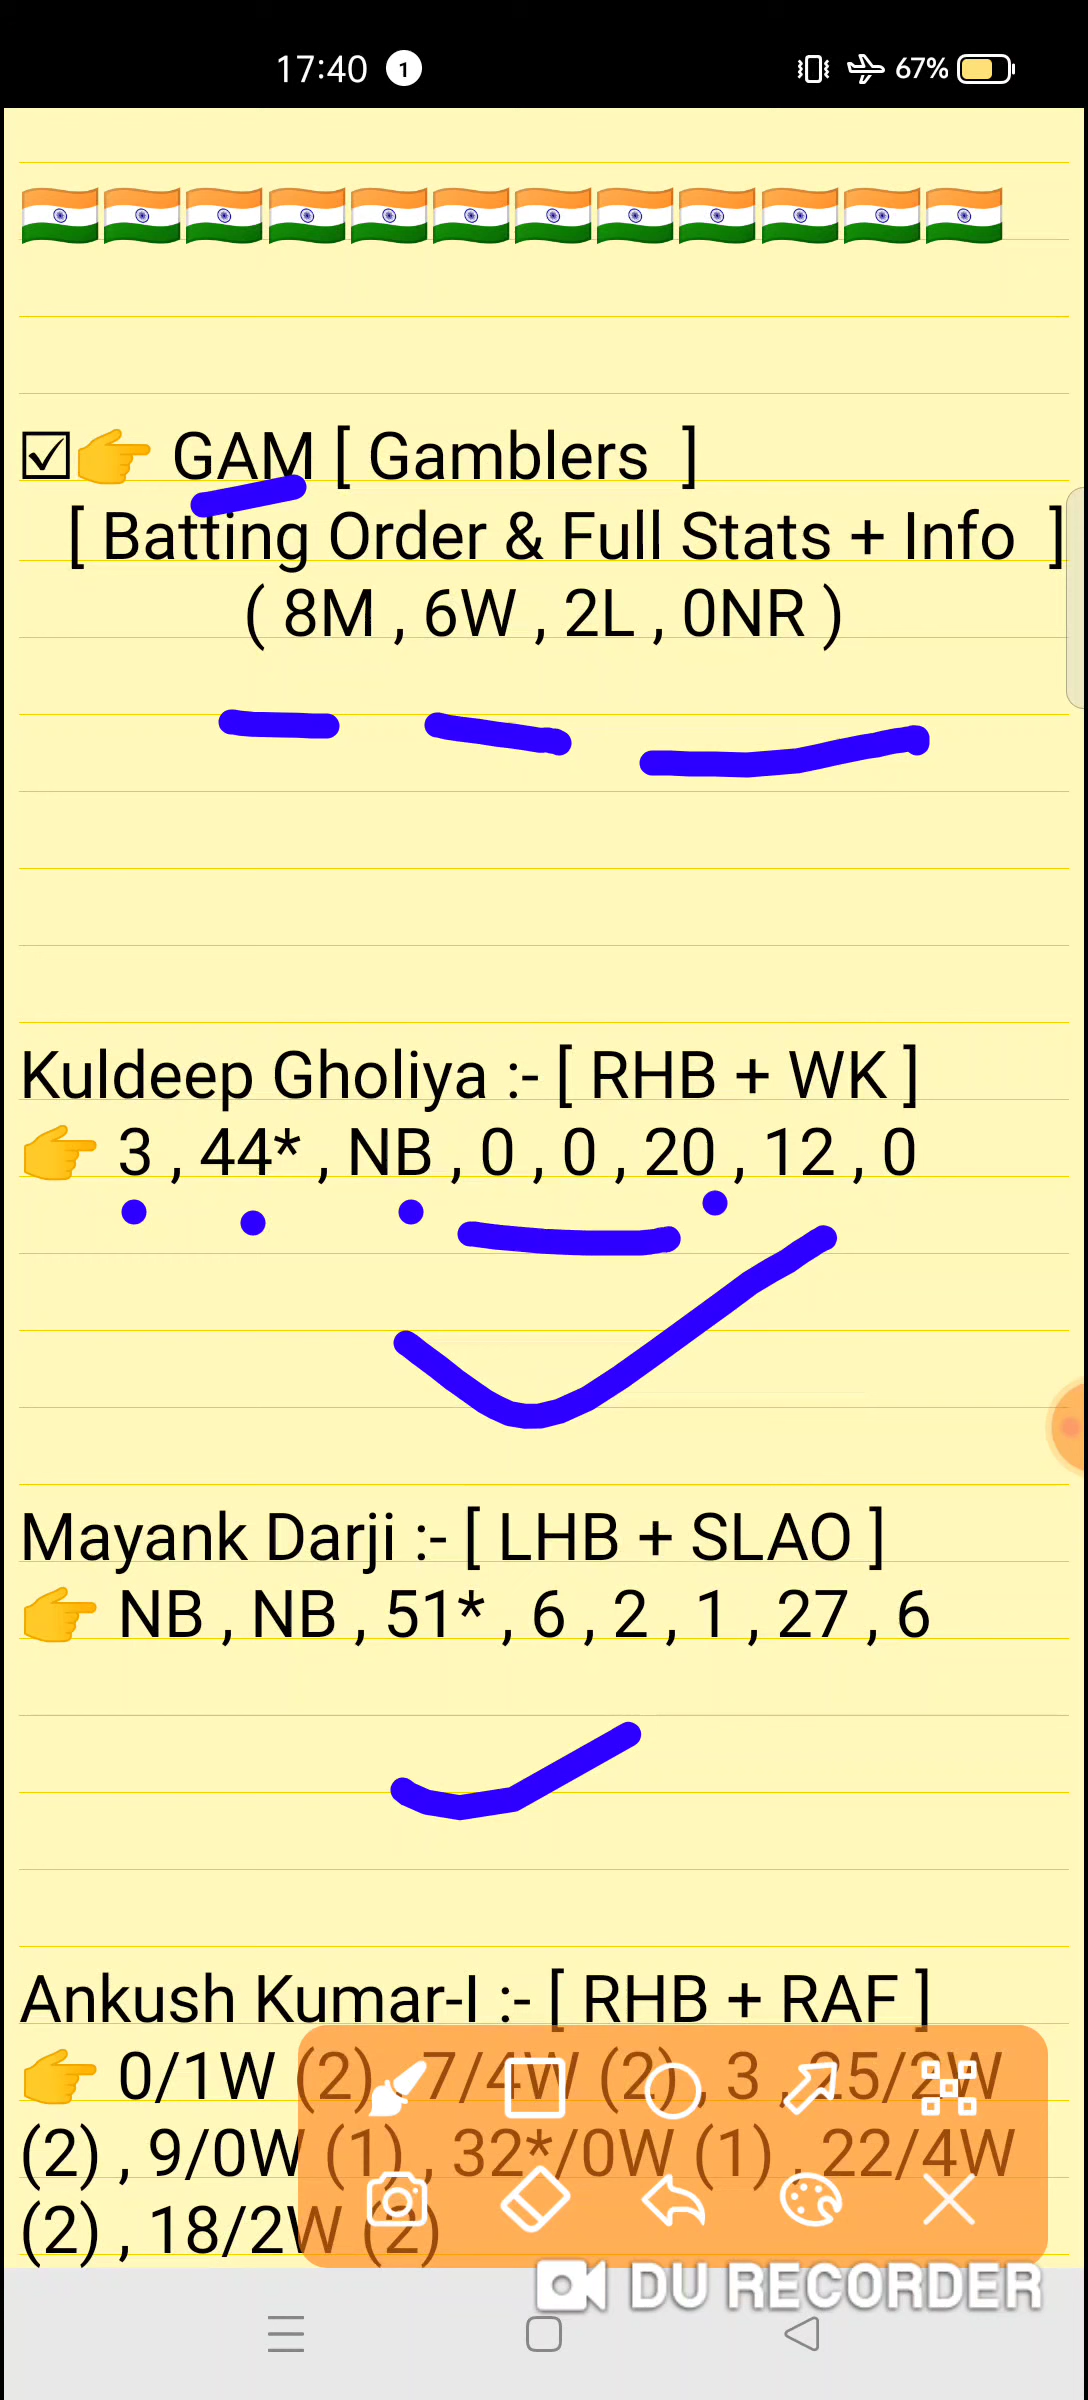 17:40 1 67%
🇮🇳🇮🇳🇮🇳🇮🇳🇮🇳🇮🇳🇮🇳🇮🇳🇮🇳🇮🇳🇮🇳🇮🇳
☑👉 GAM [ Gamblers ]
[ Batting Order & Full Stats + Info ]
( 8M , 6W , 2L , 0NR )
Kuldeep Gholiya :- [ RHB + WK ]
👉 3 , 44* , NB , 0 , 0 , 20 , 12 , 0
Mayank Darji :- [ LHB + SLAO ]
👉 NB , NB , 51* , 6 , 2 , 1 , 27 , 6
Ankush Kumar-I :- [ RHB + RAF ]
👉 0/1W (2) , 7/4W (2) , 3 , 25/2W
(2) , 9/0W (1) , 32*/0W (1) , 22/4W
(2) , 18/2W (2)
DU RECORDER